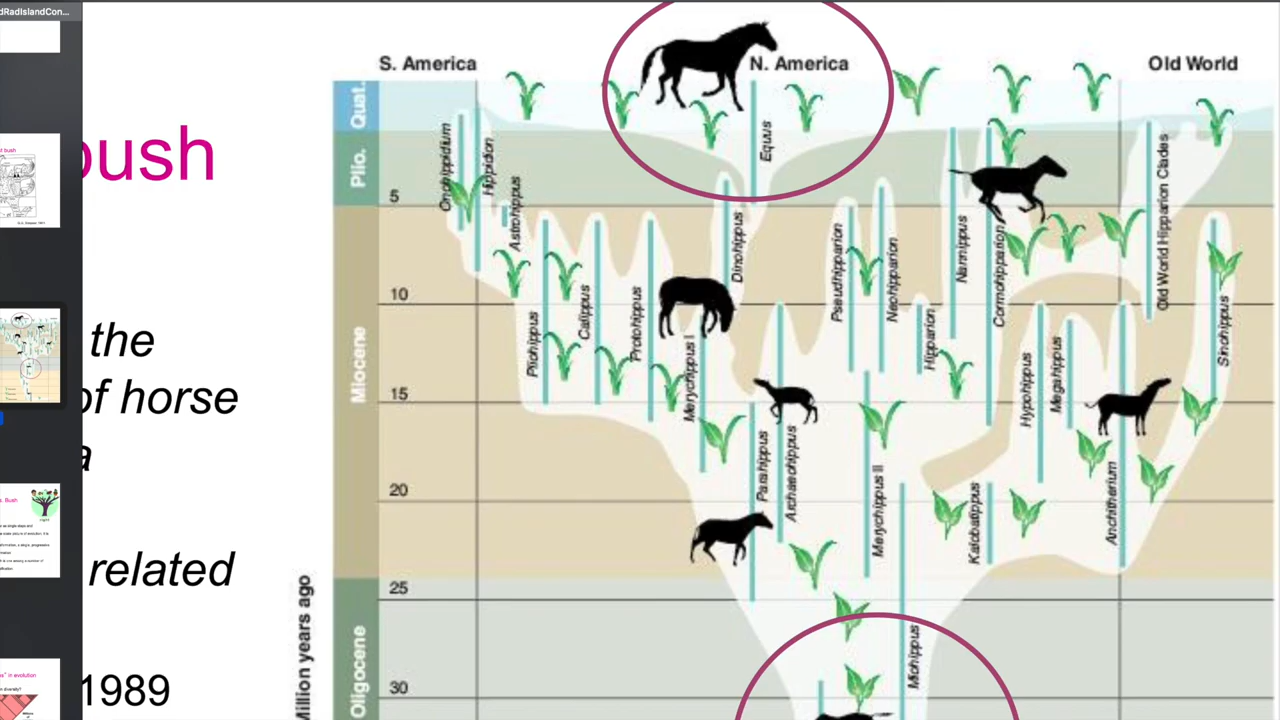 dRadIslandCon...
S. America
N. America
Old World
bush
the
of horse
a
related
1989
Million years ago
Quat.
Plio.
Miocene
Oligocene
5
10
15
20
25
30
Onohippidium
Hippidion
Astrohippus
Pliohippus
Calippus
Protohippus
Merychippus I
Dinohippus
Equus
Parahippus
Archaeohippus
Pseudhipparion
Neohipparion
Merychippus II
Hipparion
Nannippus
Cormohipparion
Kalobatippus
Miohippus
Hypohippus
Megahippus
Anchitherium
Old World Hipparion Clades
Sinohippus